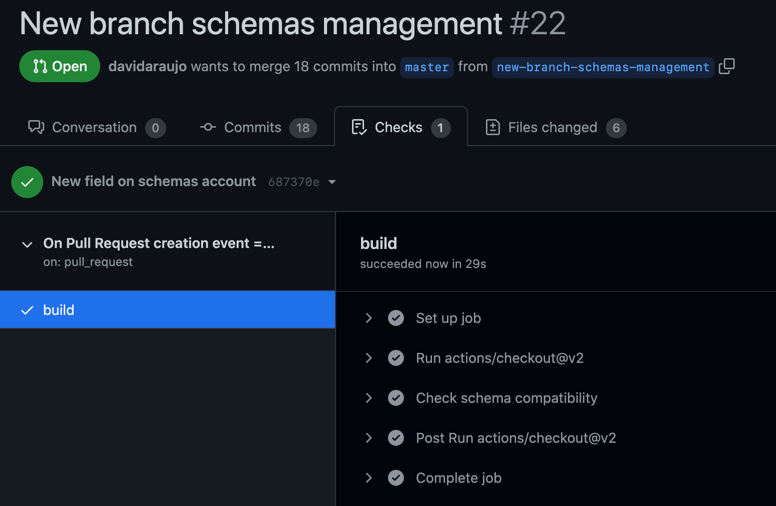 New branch schemas management #22
Open davidaraujo wants to merge 18 commits into master from new-branch-schemas-management
Conversation 0 Commits 18 Checks 1 Files changed 6
New field on schemas account 687370e
On Pull Request creation event =...
on: pull_request
build
build
succeeded now in 29s
Set up job
Run actions/checkout@v2
Check schema compatibility
Post Run actions/checkout@v2
Complete job